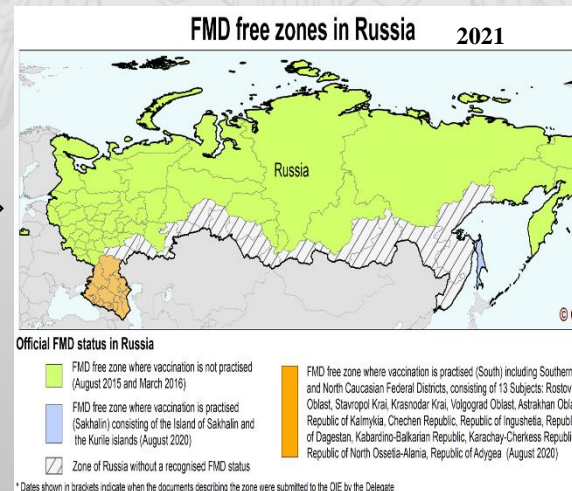 FMD free zones in Russia 2021
Russia
©
Official FMD status in Russia
FMD free zone where vaccination is not practised
(August 2015 and March 2016)
FMD free zone where vaccination is practised
(Sakhalin) consisting of the Island of Sakhalin and
the Kurile islands (August 2020)
Zone of Russia without a recognised FMD status
FMD free zone where vaccination is practised (South) including Southern
and North Caucasian Federal Districts, consisting of 13 Subjects: Rostov
Oblast, Stavropol Krai, Krasnodar Krai, Volgograd Oblast, Astrakhan Obla
Republic of Kalmykia, Chechen Republic, Republic of Ingushetia, Republi
of Dagestan, Kabardino-Balkarian Republic, Karachay-Cherkess Republi
Republic of North Ossetia-Alania, Republic of Adygea (August 2020)
* Dates shown in brackets indicate when the documents describing the zone were submitted to the OIE by the Delegate